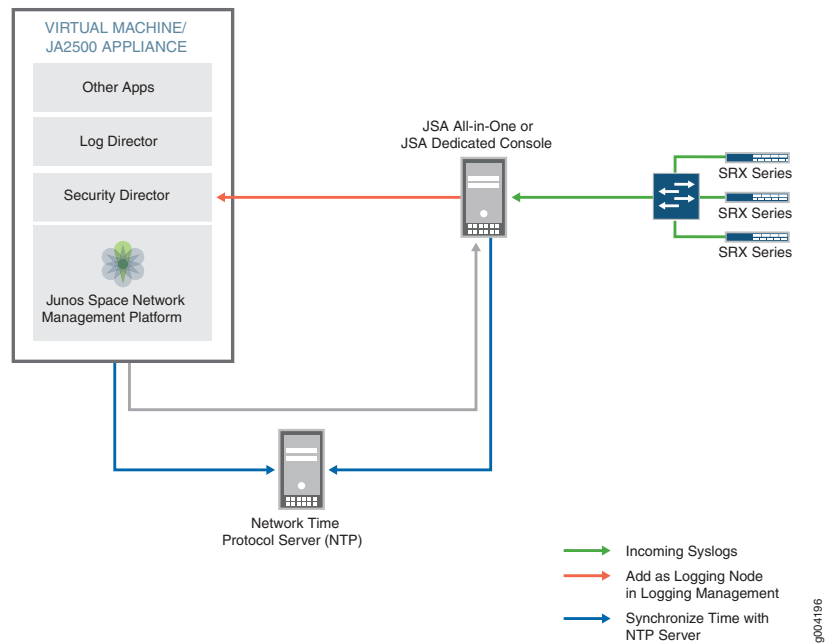 VIRTUAL MACHINE/
JA2500 APPLIANCE
Other Apps
Log Director
Security Director
Junos Space Network
Management Platform
JSA All-in-One or
JSA Dedicated Console
SRX Series
SRX Series
SRX Series
Network Time
Protocol Server (NTP)
Incoming Syslogs
Add as Logging Node
in Logging Management
Synchronize Time with
NTP Server
g004196